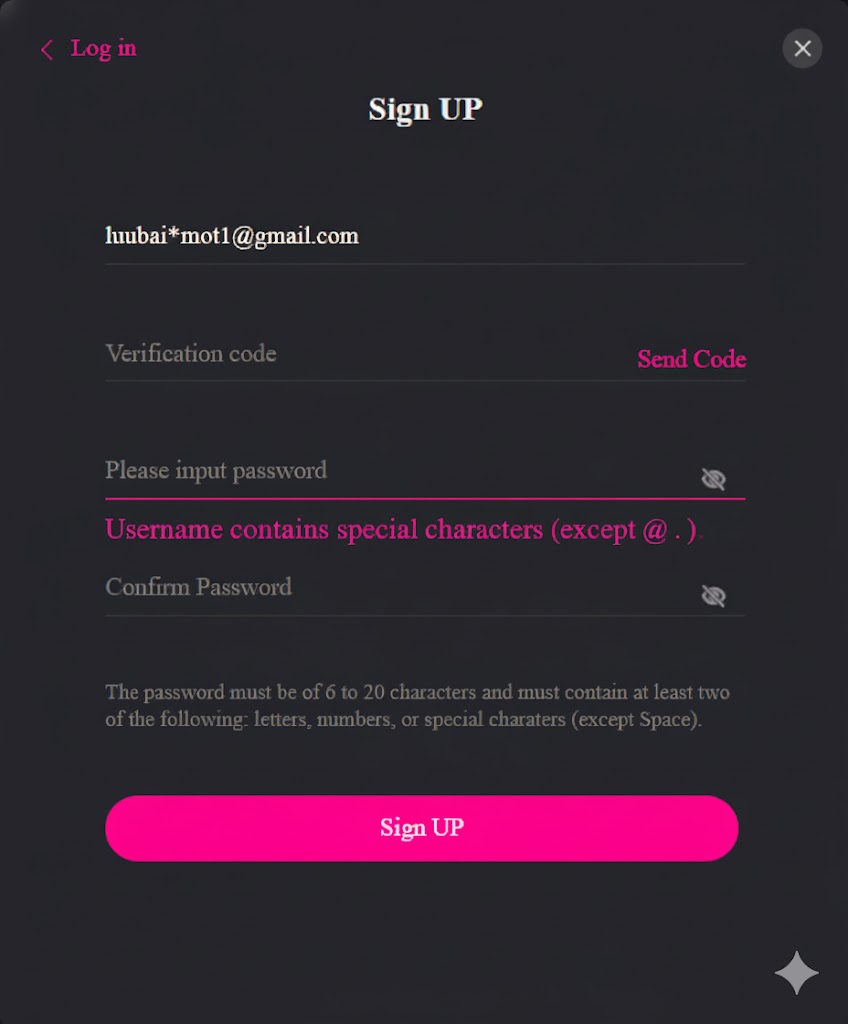 Log in
Sign UP
luubai*mot1@gmail.com
Verification code
Send Code
Please input password
Username contains special characters (except @ . ).
Confirm Password
The password must be of 6 to 20 characters and must contain at least two
of the following: letters, numbers, or special charaters (except Space).
Sign UP